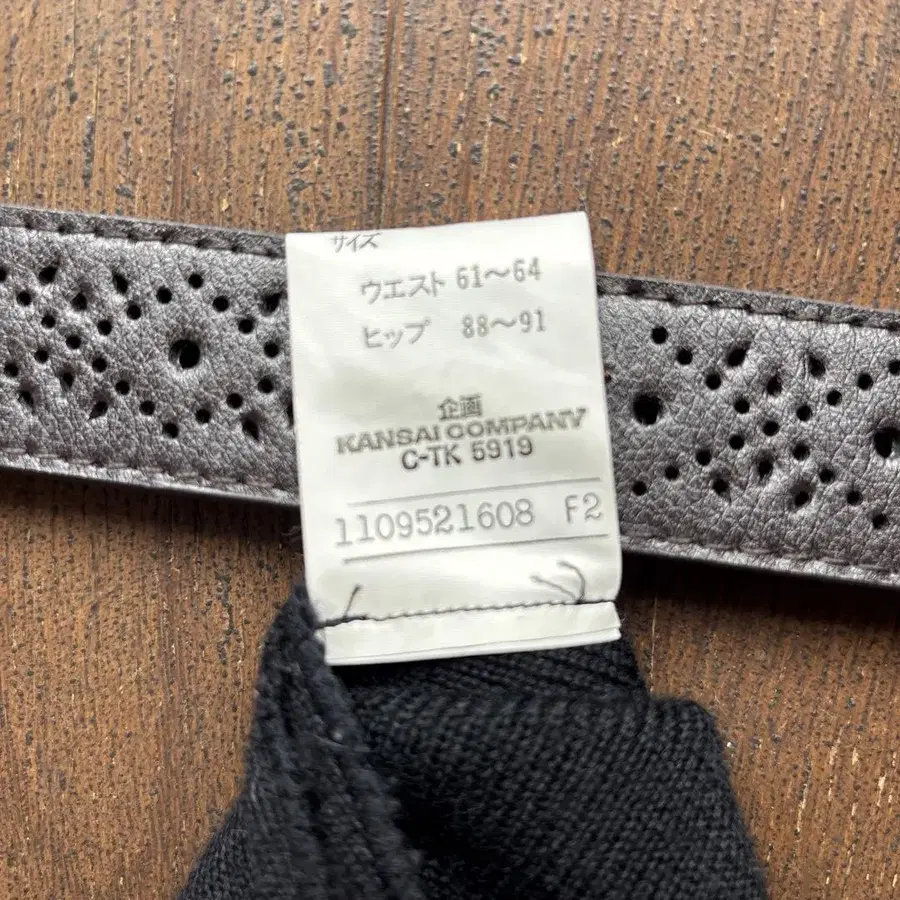 サイズ
ウエスト 61〜64
ヒップ 88〜91
企画
KANSAI COMPANY
C-TK 5919
1109521608 F2